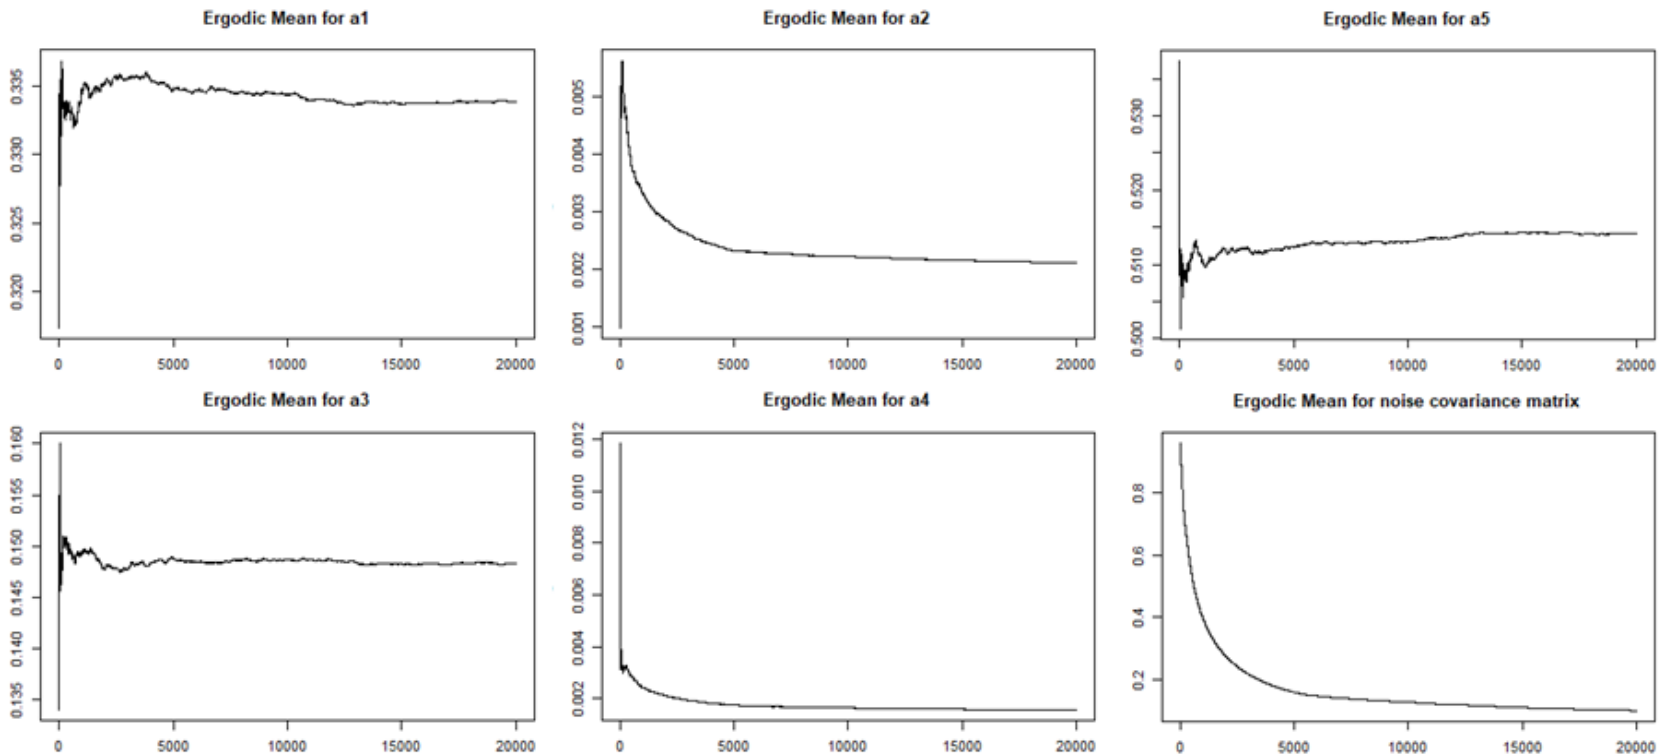 Ergodic Mean for a1
0.335
0.330
0.325
0.320
0 5000 10000 15000 20000
Ergodic Mean for a2
0.005
0.004
0.003
0.002
0.001
0 5000 10000 15000 20000
Ergodic Mean for a5
0.530
0.520
0.510
0.500
0 5000 10000 15000 20000
Ergodic Mean for a3
0.160
0.155
0.150
0.145
0.140
0.135
0 5000 10000 15000 20000
Ergodic Mean for a4
0.012
0.010
0.008
0.006
0.004
0.002
0 5000 10000 15000 20000
Ergodic Mean for noise covariance matrix
0.8
0.6
0.4
0.2
0 5000 10000 15000 20000